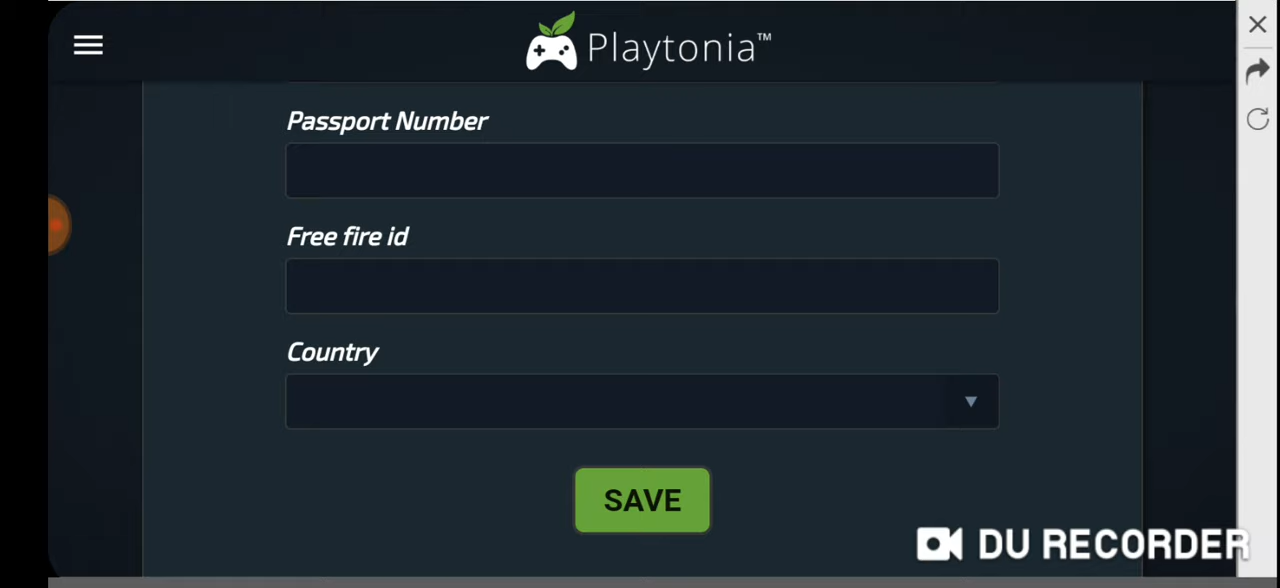 Playtonia™
Passport Number
Free fire id
Country
SAVE
DU RECORDER